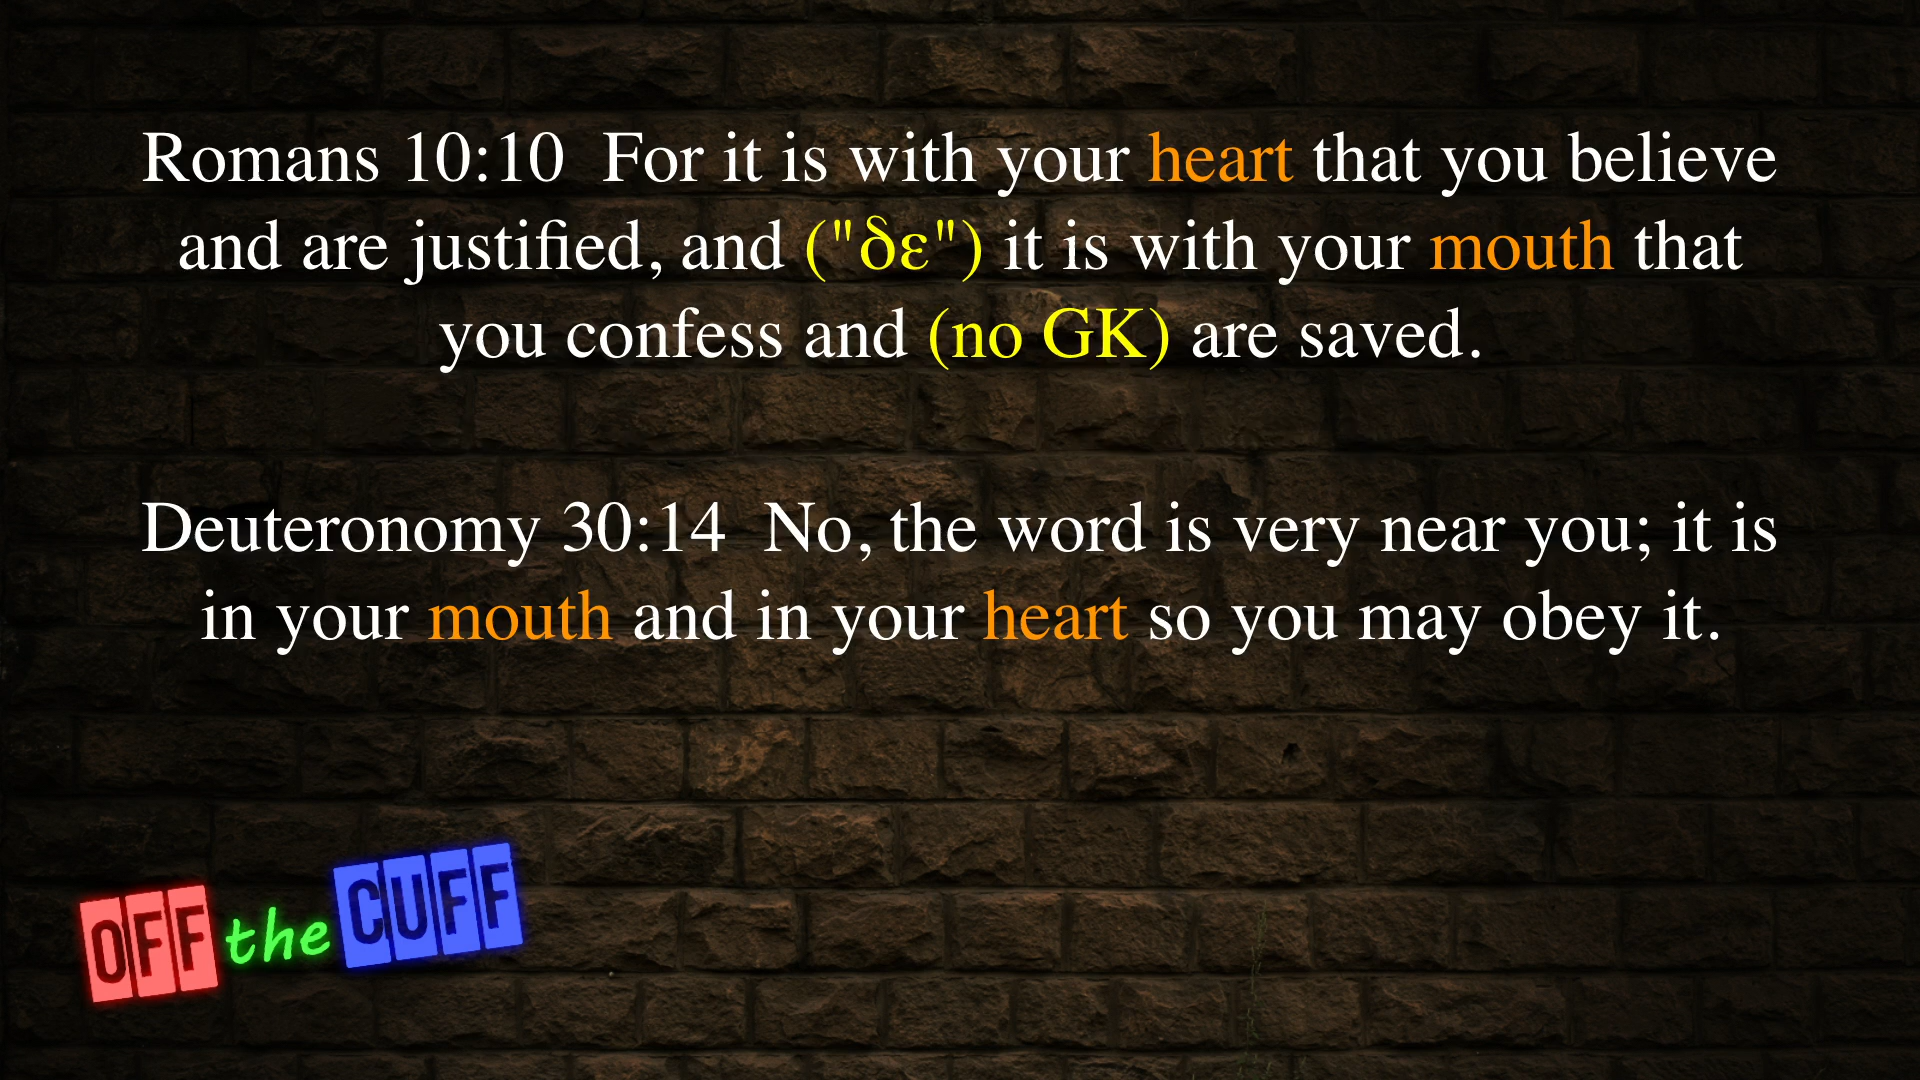 Romans 10:10  For it is with your heart that you believe
and are justified, and ("δε") it is with your mouth that
you confess and (no GK) are saved.
Deuteronomy 30:14  No, the word is very near you; it is
in your mouth and in your heart so you may obey it.
OFF the CUFF